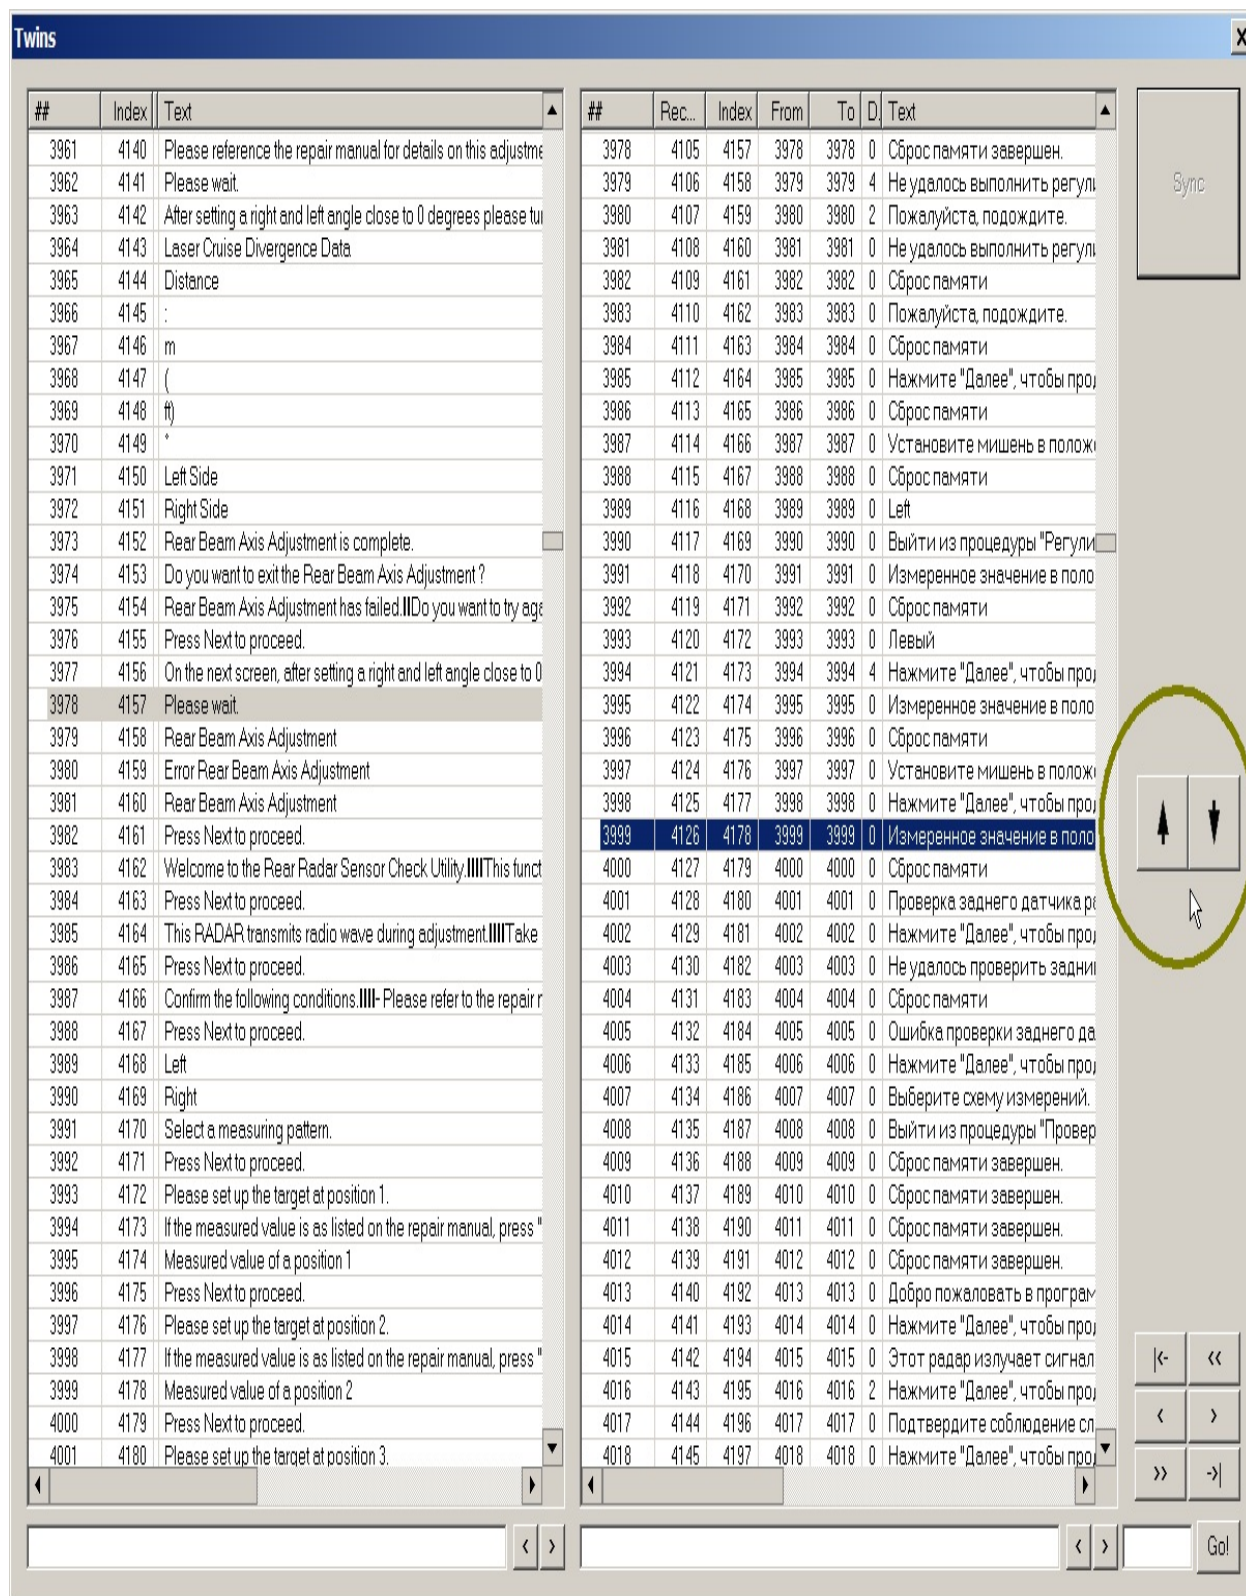 Twins
## Index Text
3961 4140 Please reference the repair manual for details on this adjustme
3962 4141 Please wait.
3963 4142 After setting a right and left angle close to 0 degrees please tu
3964 4143 Laser Cruise Divergence Data
3965 4144 Distance
3966 4145 :
3967 4146 m
3968 4147 (
3969 4148 ft)
3970 4149 °
3971 4150 Left Side
3972 4151 Right Side
3973 4152 Rear Beam Axis Adjustment is complete.
3974 4153 Do you want to exit the Rear Beam Axis Adjustment ?
3975 4154 Rear Beam Axis Adjustment has failed.||Do you want to try aga
3976 4155 Press Next to proceed.
3977 4156 On the next screen, after setting a right and left angle close to 0
3978 4157 Please wait.
3979 4158 Rear Beam Axis Adjustment
3980 4159 Error Rear Beam Axis Adjustment
3981 4160 Rear Beam Axis Adjustment
3982 4161 Press Next to proceed.
3983 4162 Welcome to the Rear Radar Sensor Check Utility.||||This funct
3984 4163 Press Next to proceed.
3985 4164 This RADAR transmits radio wave during adjustment.||||Take
3986 4165 Press Next to proceed.
3987 4166 Confirm the following conditions.||||- Please refer to the repair r
3988 4167 Press Next to proceed.
3989 4168 Left
3990 4169 Right
3991 4170 Select a measuring pattern.
3992 4171 Press Next to proceed.
3993 4172 Please set up the target at position 1.
3994 4173 If the measured value is as listed on the repair manual, press "
3995 4174 Measured value of a position 1
3996 4175 Press Next to proceed.
3997 4176 Please set up the target at position 2.
3998 4177 If the measured value is as listed on the repair manual, press "
3999 4178 Measured value of a position 2
4000 4179 Press Next to proceed.
4001 4180 Please set up the target at position 3.
## Rec... Index From To D. Text
3978 4105 4157 3978 3978 0 Сброс памяти завершен.
3979 4106 4158 3979 3979 4 Не удалось выполнить регули
3980 4107 4159 3980 3980 2 Пожалуйста, подождите.
3981 4108 4160 3981 3981 0 Не удалось выполнить регули
3982 4109 4161 3982 3982 0 Сброс памяти
3983 4110 4162 3983 3983 0 Пожалуйста, подождите.
3984 4111 4163 3984 3984 0 Сброс памяти
3985 4112 4164 3985 3985 0 Нажмите "Далее", чтобы прод
3986 4113 4165 3986 3986 0 Сброс памяти
3987 4114 4166 3987 3987 0 Установите мишень в положе
3988 4115 4167 3988 3988 0 Сброс памяти
3989 4116 4168 3989 3989 0 Left
3990 4117 4169 3990 3990 0 Выйти из процедуры "Регули
3991 4118 4170 3991 3991 0 Измеренное значение в поло
3992 4119 4171 3992 3992 0 Сброс памяти
3993 4120 4172 3993 3993 0 Левый
3994 4121 4173 3994 3994 4 Нажмите "Далее", чтобы прод
3995 4122 4174 3995 3995 0 Измеренное значение в поло
3996 4123 4175 3996 3996 0 Сброс памяти
3997 4124 4176 3997 3997 0 Установите мишень в положе
3998 4125 4177 3998 3998 0 Нажмите "Далее", чтобы прод
3999 4126 4178 3999 3999 0 Измеренное значение в поло
4000 4127 4179 4000 4000 0 Сброс памяти
4001 4128 4180 4001 4001 0 Проверка заднего датчика ра
4002 4129 4181 4002 4002 0 Нажмите "Далее", чтобы прод
4003 4130 4182 4003 4003 0 Не удалось проверить задни
4004 4131 4183 4004 4004 0 Сброс памяти
4005 4132 4184 4005 4005 0 Ошибка проверки заднего да
4006 4133 4185 4006 4006 0 Нажмите "Далее", чтобы прод
4007 4134 4186 4007 4007 0 Выберите схему измерений.
4008 4135 4187 4008 4008 0 Выйти из процедуры "Провер
4009 4136 4188 4009 4009 0 Сброс памяти завершен.
4010 4137 4189 4010 4010 0 Сброс памяти завершен.
4011 4138 4190 4011 4011 0 Сброс памяти завершен.
4012 4139 4191 4012 4012 0 Сброс памяти завершен.
4013 4140 4192 4013 4013 0 Добро пожаловать в програм
4014 4141 4193 4014 4014 0 Нажмите "Далее", чтобы прод
4015 4142 4194 4015 4015 0 Этот радар излучает сигнал
4016 4143 4195 4016 4016 2 Нажмите "Далее", чтобы прод
4017 4144 4196 4017 4017 0 Подтвердите соблюдение сл
4018 4145 4197 4018 4018 0 Нажмите "Далее", чтобы прод
Sync
|<- <<
< >
>> ->|
< >
< >
Go!